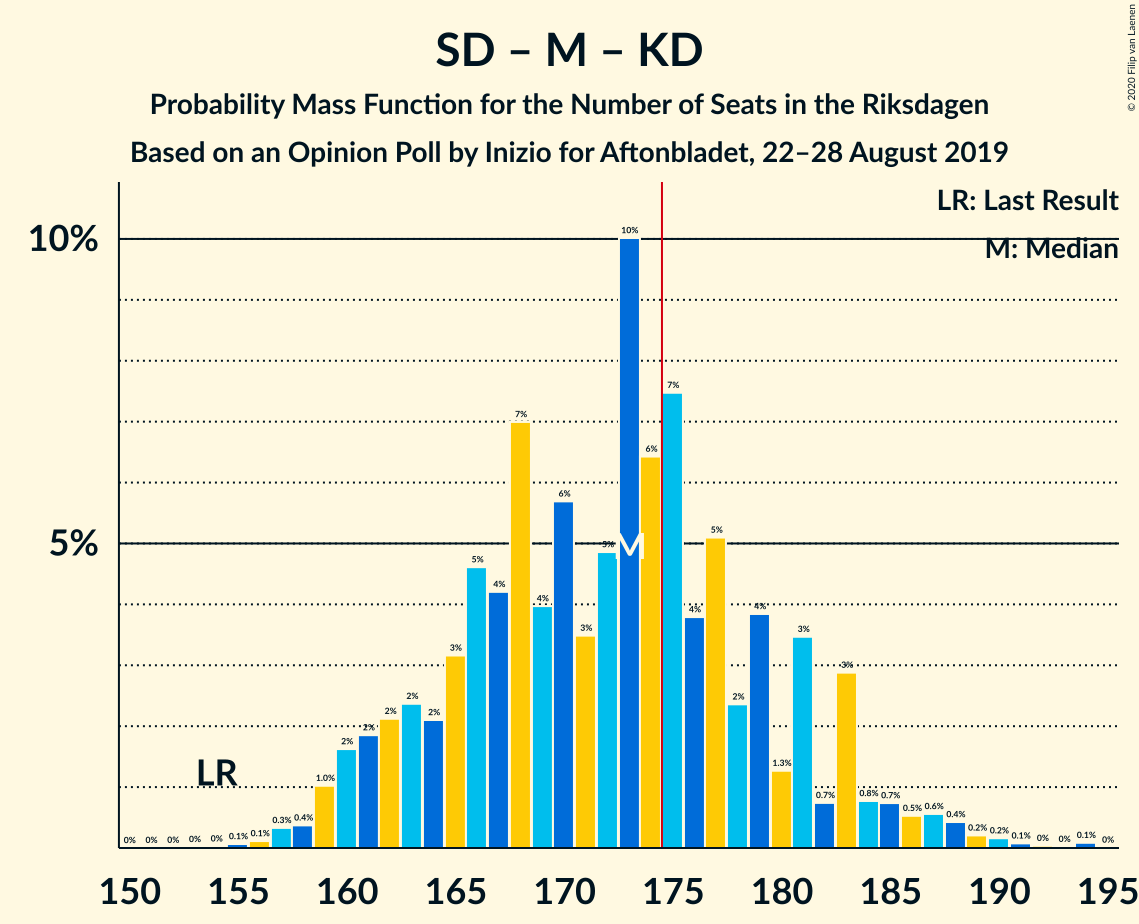 SD – M – KD
Probability Mass Function for the Number of Seats in the Riksdagen
Based on an Opinion Poll by Inizio for Aftonbladet, 22–28 August 2019
© 2020 Filip van Laenen
LR: Last Result
M: Median
10%
5%
LR
M
0% 0% 0% 0% 0% 0.1% 0.1% 0.3% 0.4% 1.0% 2% 2% 2% 2% 2% 3% 5% 4% 7% 4% 6% 3% 5% 10% 6% 7% 4% 5% 2% 4% 1.3% 3% 0.7% 3% 0.8% 0.7% 0.5% 0.6% 0.4% 0.2% 0.2% 0.1% 0% 0% 0.1% 0%
150 155 160 165 170 175 180 185 190 195